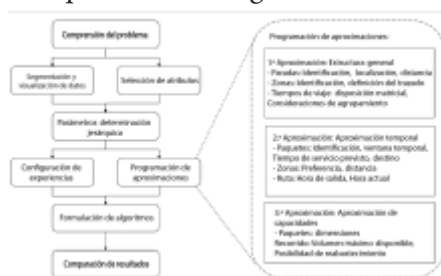 Comprensión del problema
Segmentación y
visualización de datos
Selección de atributos
Parámetros determinación
jerárquica
Configuración de
experiencias
Programación de
aproximaciones
Formulación de algoritmos
Comparación de resultados
Programación de aproximaciones:
1ª Aproximación: Estructura general
- Paradas: Identificación, localización, distancia
- Zonas: Identificación, definición del trazado
- Tiempos de viaje: disposición matricial,
Consideraciones de agrupamiento
2ª Aproximación: Aproximación temporal
- Paquetes: Identificación, ventana temporal,
Tiempo de servicio previsto, destino
- Zonas: Preferencia, distancia
- Ruta: Hora de salida, Hora actual
3ª Aproximación: Aproximación de
capacidades
- Paquetes: dimensiones
Recorrido: Volumen máximo disponible,
Posibilidad de reabastecimiento